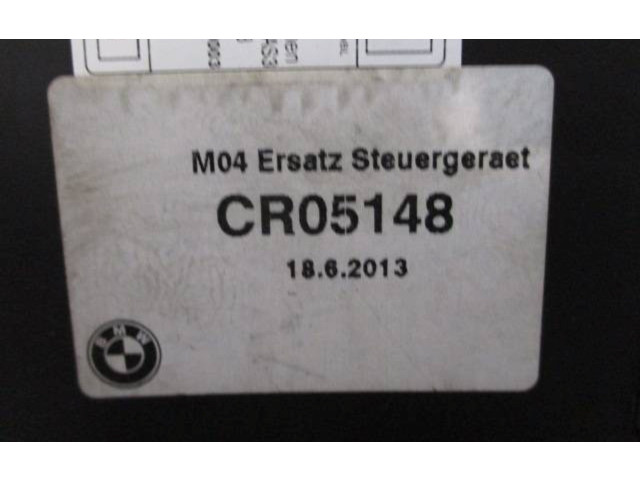 M04 Ersatz Steuergeraet
CR05148
18.6.2013
BMW